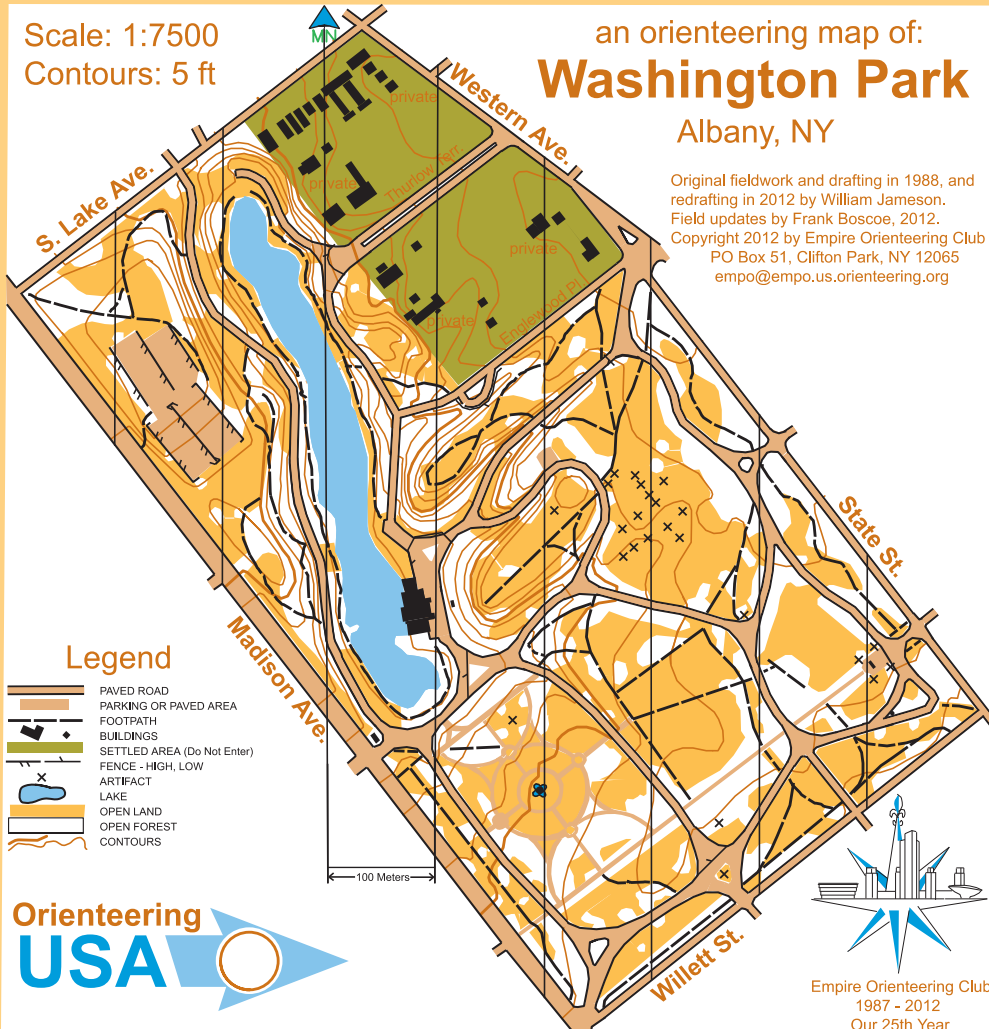 Scale: 1:7500
Contours: 5 ft
MN
an orienteering map of:
Washington Park
Albany, NY
Original fieldwork and drafting in 1988, and
redrafting in 2012 by William Jameson.
Field updates by Frank Boscoe, 2012.
Copyright 2012 by Empire Orienteering Club
PO Box 51, Clifton Park, NY 12065
empo@empo.us.orienteering.org
S. Lake Ave.
Western Ave.
private
private
Thurlow Terr.
private
private
Englewood Pl.
State St.
Madison Ave.
Willett St.
Legend
PAVED ROAD
PARKING OR PAVED AREA
FOOTPATH
BUILDINGS
SETTLED AREA (Do Not Enter)
FENCE - HIGH, LOW
ARTIFACT
LAKE
OPEN LAND
OPEN FOREST
CONTOURS
100 Meters
Orienteering
USA
Empire Orienteering Club
1987 - 2012
Our 25th Year